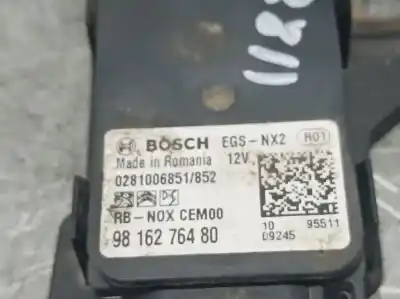 1188
BOSCH EGS-NX2 H01
Made in Romania 12V
0281006851/852
RB-NOX CEM00
98 162 764 80
10 95511
09245